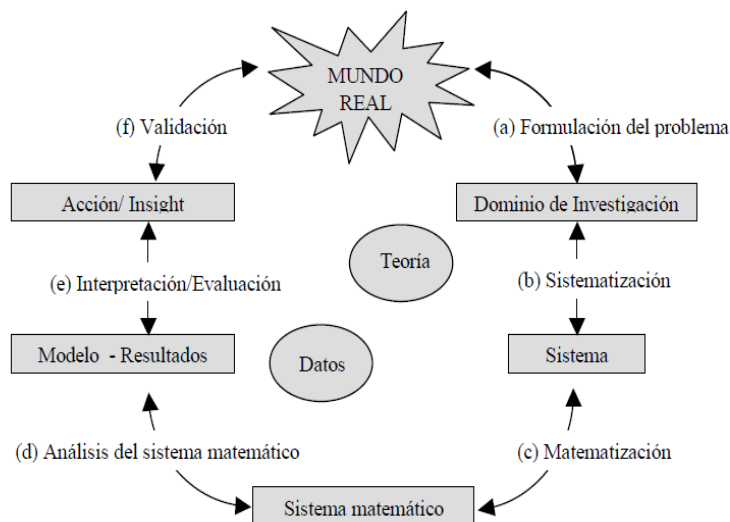 MUNDO
REAL
(f) Validación
(a) Formulación del problema
Acción/ Insight
Dominio de Investigación
Teoría
(e) Interpretación/Evaluación
(b) Sistematización
Modelo - Resultados
Datos
Sistema
(d) Análisis del sistema matemático
(c) Matematización
Sistema matemático